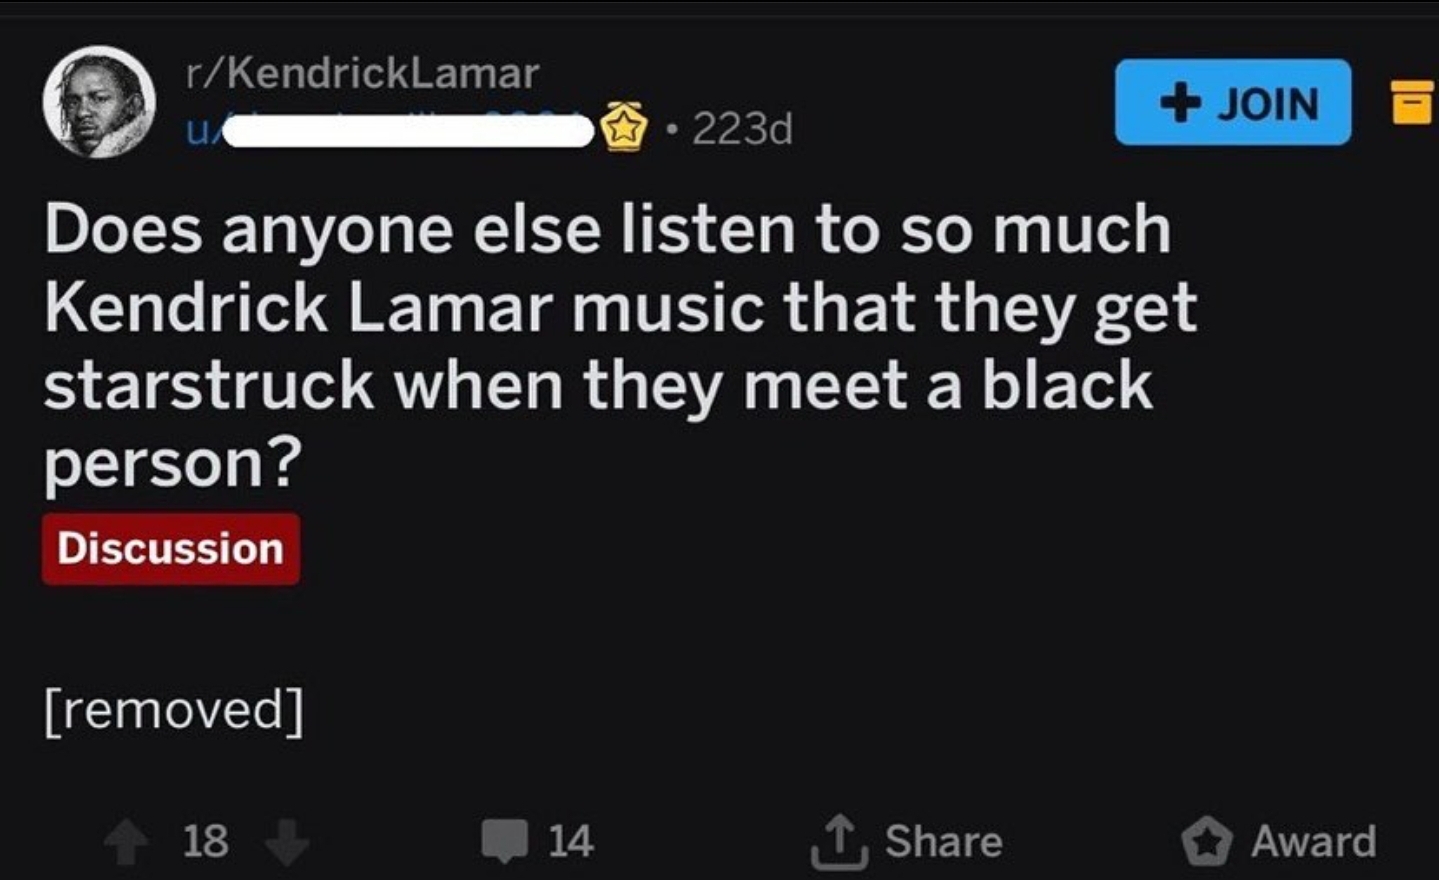 r/KendrickLamar
u/
• 223d
JOIN
Does anyone else listen to so much
Kendrick Lamar music that they get
starstruck when they meet a black
person?
Discussion
[removed]
18
14
Share
Award